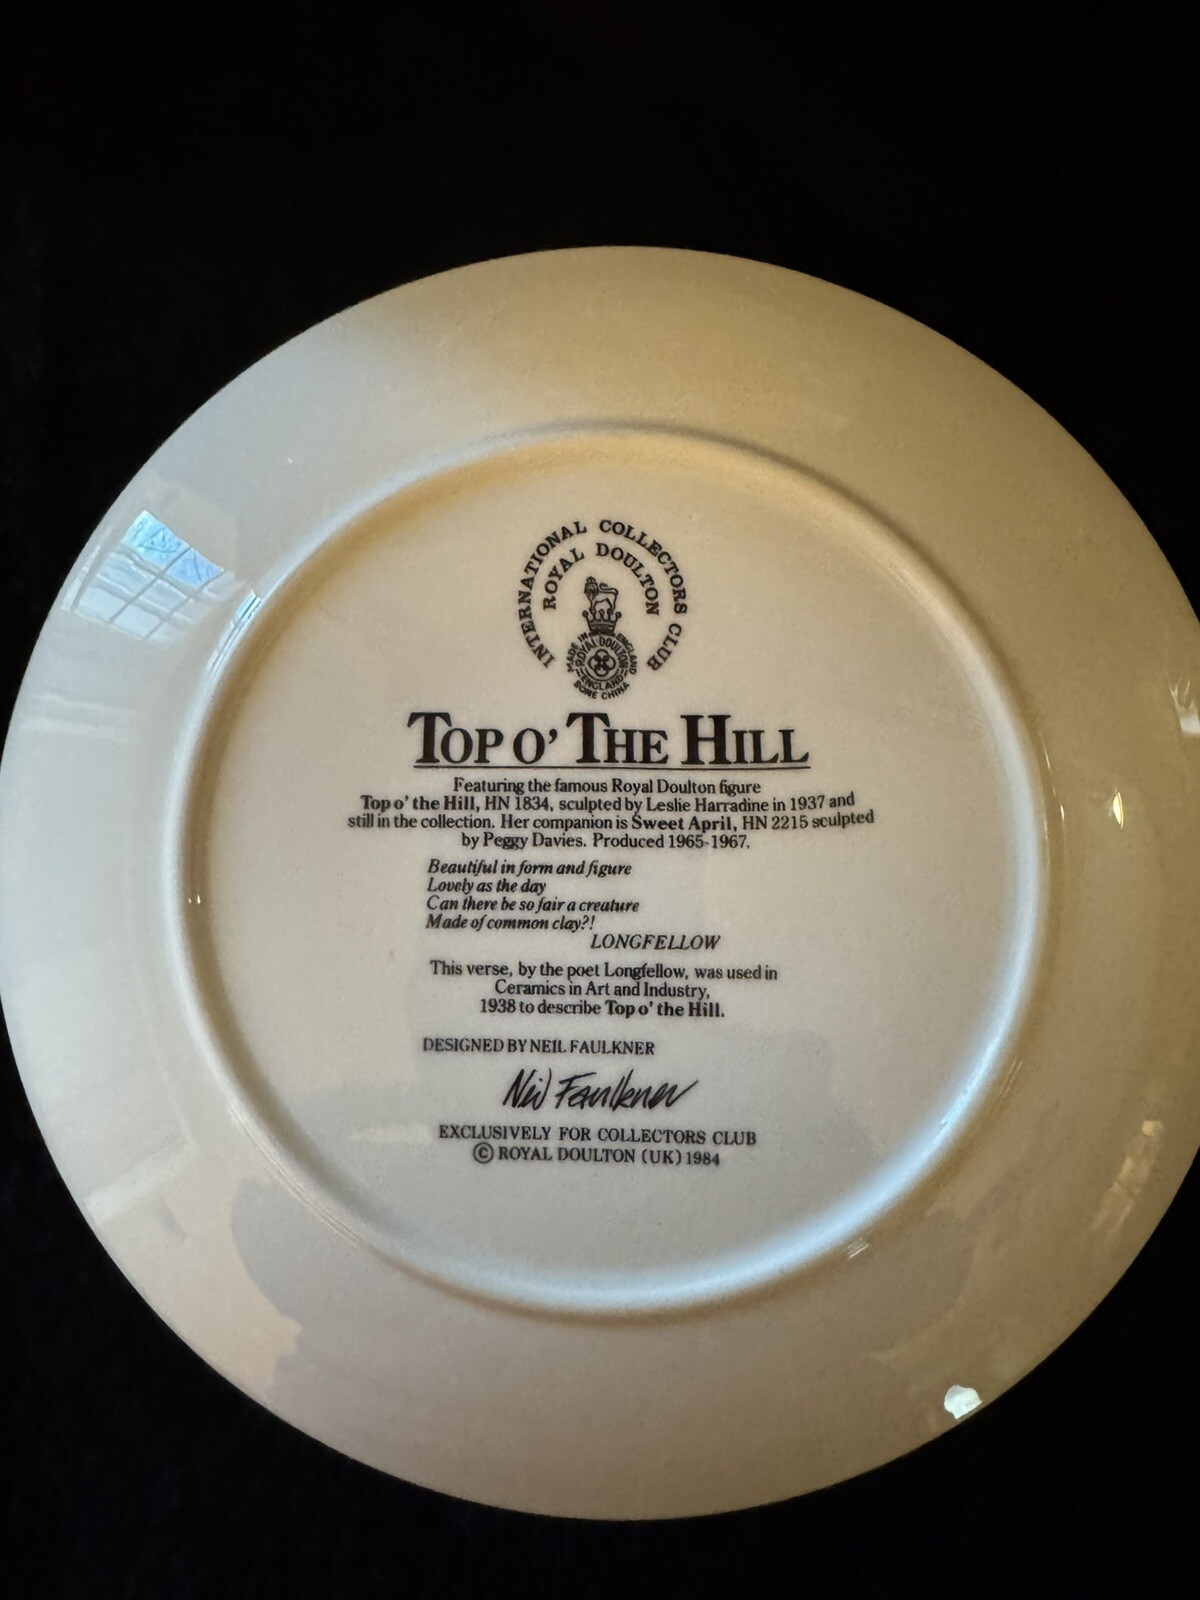 INTERNATIONAL COLLECTORS CLUB
ROYAL DOULTON
MADE IN ENGLAND
ROYAL DOULTON
ENGLAND
BONE CHINA
TOP O' THE HILL
Featuring the famous Royal Doulton figure
Top o' the Hill, HN 1834, sculpted by Leslie Harradine in 1937 and
still in the collection. Her companion is Sweet April, HN 2215 sculpted
by Peggy Davies. Produced 1965-1967.
Beautiful in form and figure
Lovely as the day
Can there be so fair a creature
Made of common clay?!
LONGFELLOW
This verse, by the poet Longfellow, was used in
Ceramics in Art and Industry,
1938 to describe Top o' the Hill.
DESIGNED BY NEIL FAULKNER
Neil Faulkner
EXCLUSIVELY FOR COLLECTORS CLUB
© ROYAL DOULTON (UK) 1984